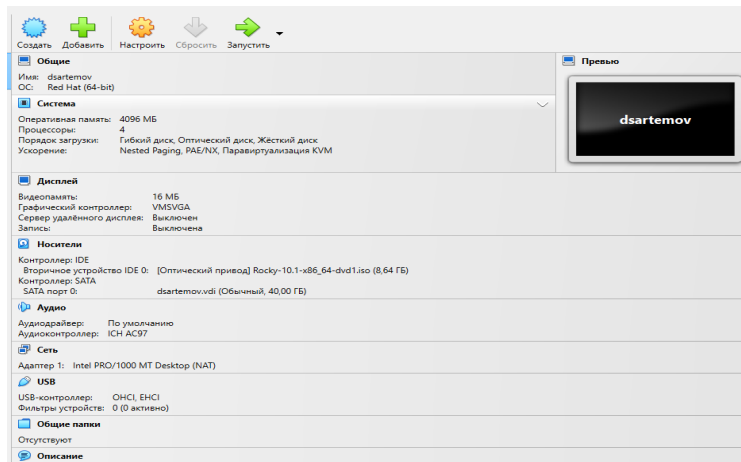 Создать Добавить Настроить Сбросить Запустить
Общие
Имя: dsartemov
ОС: Red Hat (64-bit)
Система
Оперативная память: 4096 МБ
Процессоры: 4
Порядок загрузки: Гибкий диск, Оптический диск, Жёсткий диск
Ускорение: Nested Paging, PAE/NX, Паравиртуализация KVM
Превью
dsartemov
Дисплей
Видеопамять: 16 МБ
Графический контроллер: VMSVGA
Сервер удалённого дисплея: Выключен
Запись: Выключена
Носители
Контроллер: IDE
Вторичное устройство IDE 0: [Оптический привод] Rocky-10.1-x86_64-dvd1.iso (8,64 ГБ)
Контроллер: SATA
SATA порт 0: dsartemov.vdi (Обычный, 40,00 ГБ)
Аудио
Аудиодрайвер: По умолчанию
Аудиоконтроллер: ICH AC97
Сеть
Адаптер 1: Intel PRO/1000 MT Desktop (NAT)
USB
USB-контроллер: OHCI, EHCI
Фильтры устройств: 0 (0 активно)
Общие папки
Отсутствуют
Описание